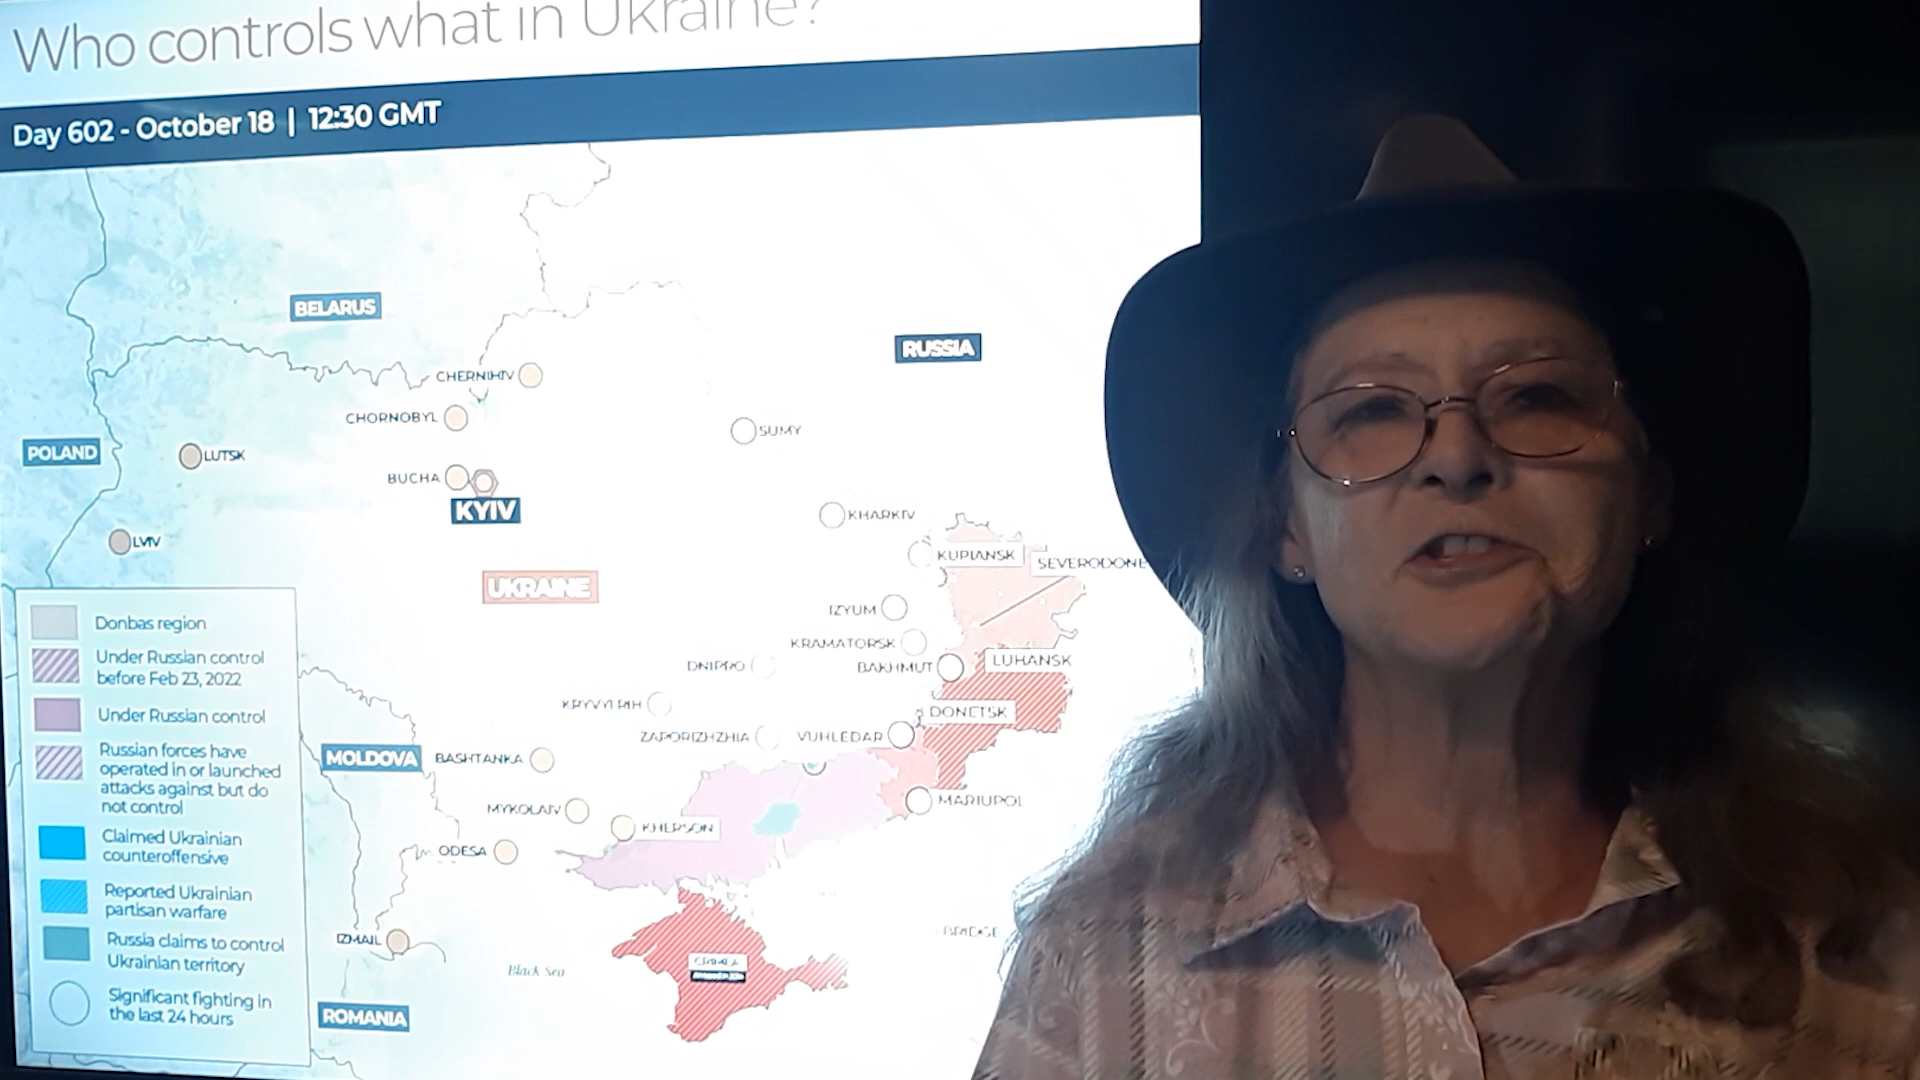 Who controls what in Ukraine?
Day 602 - October 18 | 12:30 GMT
BELARUS
RUSSIA
CHERNIHIV
CHORNOBYL
SUMY
POLAND
LUTSK
BUCHA
KYIV
KHARKIV
LVIV
KUPIANSK
SEVERODONE
UKRAINE
IZYUM
KRAMATORSK
DNIPRO
BAKHMUT
LUHANSK
KRYVYI RIH
DONETSK
ZAPORIZHZHIA
VUHLEDAR
MOLDOVA
BASHTANKA
MYKOLAIV
MARIUPOL
KHERSON
ODESA
BRIDGE
IZMAIL
CRIMEA
Black Sea
ROMANIA
Donbas region
Under Russian control
before Feb 23, 2022
Under Russian control
Russian forces have
operated in or launched
attacks against but do
not control
Claimed Ukrainian
counteroffensive
Reported Ukrainian
partisan warfare
Russia claims to control
Ukrainian territory
Significant fighting in
the last 24 hours